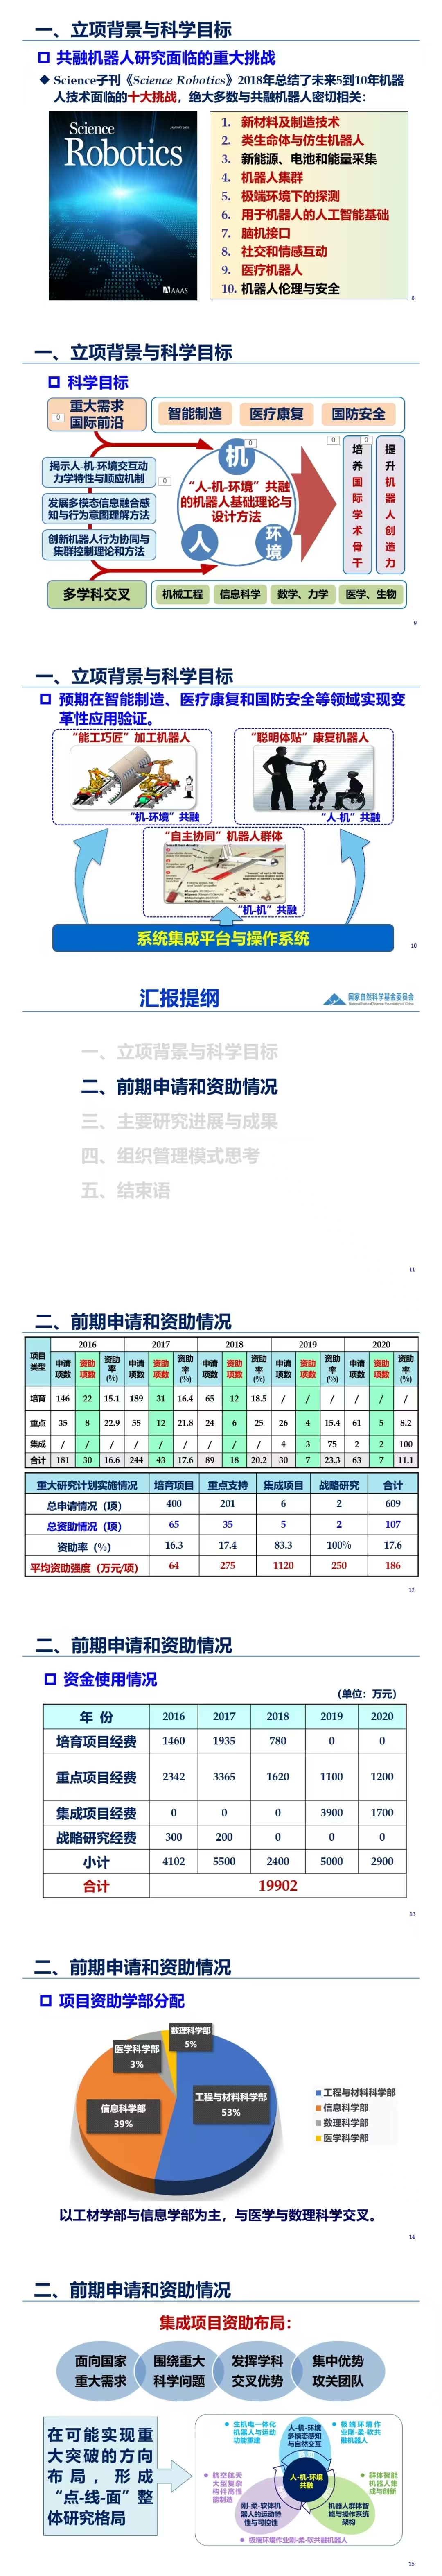 一、立项背景与科学目标
共融机器人研究面临的重大挑战
Science子刊《Science Robotics》2018年总结了未来5到10年机器
人技术面临的十大挑战，绝大多数与共融机器人密切相关：
Science
Robotics
AAAS
1. 新材料及制造技术
2. 类生命体与仿生机器人
3. 新能源、电池和能量采集
4. 机器人集群
5. 极端环境下的探测
6. 用于机器人的人工智能基础
7. 脑机接口
8. 社交和情感互动
9. 医疗机器人
10. 机器人伦理与安全
8
一、立项背景与科学目标
科学目标
重大需求
国际前沿
0
智能制造
医疗康复
国防安全
机
0
0
0
0
揭示人-机-环境交互动
力学特性与顺应机制
发展多模态信息融合感
知与行为意图理解方法
创新机器人行为协同与
集群控制理论和方法
“人-机-环境”共融
的机器人基础理论与
设计方法
人
环
境
培养国际学术骨干
提升机器人创造力
多学科交叉
机械工程
信息科学
数学、力学
医学、生物
9
一、立项背景与科学目标
预期在智能制造、医疗康复和国防安全等领域实现变
革性应用验证。
“能工巧匠”加工机器人
“机-环境”共融
“聪明体贴”康复机器人
“人-机”共融
“自主协同”机器人群体
“机-机”共融
系统集成平台与操作系统
10
汇报提纲
国家自然科学基金委员会
National Natural Science Foundation of China
一、立项背景与科学目标
二、前期申请和资助情况
三、主要研究进展与成果
四、组织管理模式思考
五、结束语
11
二、前期申请和资助情况
项目类型 2016 2017 2018 2019 2020
申请项数 资助项数 资助率(%) 申请项数 资助项数 资助率(%) 申请项数 资助项数 资助率(%) 申请项数 资助项数 资助率(%) 申请项数 资助项数 资助率(%)
培育 146 22 15.1 189 31 16.4 65 12 18.5 / / / / / /
重点 35 8 22.9 55 12 21.8 24 6 25 26 4 15.4 61 5 8.2
集成 / / / / / / / / / 4 3 75 2 2 100
合计 181 30 16.6 244 43 17.6 89 18 20.2 30 7 23.3 63 7 11.1
重大研究计划实施情况 培育项目 重点支持 集成项目 战略研究 合计
总申请情况（项） 400 201 6 2 609
总资助情况（项） 65 35 5 2 107
资助率（%） 16.3 17.4 83.3 100% 17.6
平均资助强度（万元/项） 64 275 1120 250 186
12
二、前期申请和资助情况
资金使用情况
（单位：万元）
年 份 2016 2017 2018 2019 2020
培育项目经费 1460 1935 780 0 0
重点项目经费 2342 3365 1620 1100 1200
集成项目经费 0 0 0 3900 1700
战略研究经费 300 200 0 0 0
小计 4102 5500 2400 5000 2900
合计 19902
13
二、前期申请和资助情况
项目资助学部分配
数理科学部
5%
医学科学部
3%
信息科学部
39%
工程与材料科学部
53%
工程与材料科学部
信息科学部
数理科学部
医学科学部
以工材学部与信息学部为主，与医学与数理科学交叉。
14
二、前期申请和资助情况
集成项目资助布局：
面向国家
重大需求
围绕重大
科学问题
发挥学科
交叉优势
集中优势
攻关团队
在可能实现重
大突破的方向
布局，形成
“点-线-面”整
体研究格局
生机电一体化
机器人与运动
功能重建
人-机-环境
多模态感知
与自然交互
极端环境作
业刚-柔-软共
融机器人
航空航天
大型复杂
构件高性
能制造
人-机-环境
共融
群体智能
机器人集
成与创新
刚-柔-软体机
器人的运动特
性与可控性
机器人群体智
能与操作系统
架构
极端环境作业刚-柔-软共融机器人
15